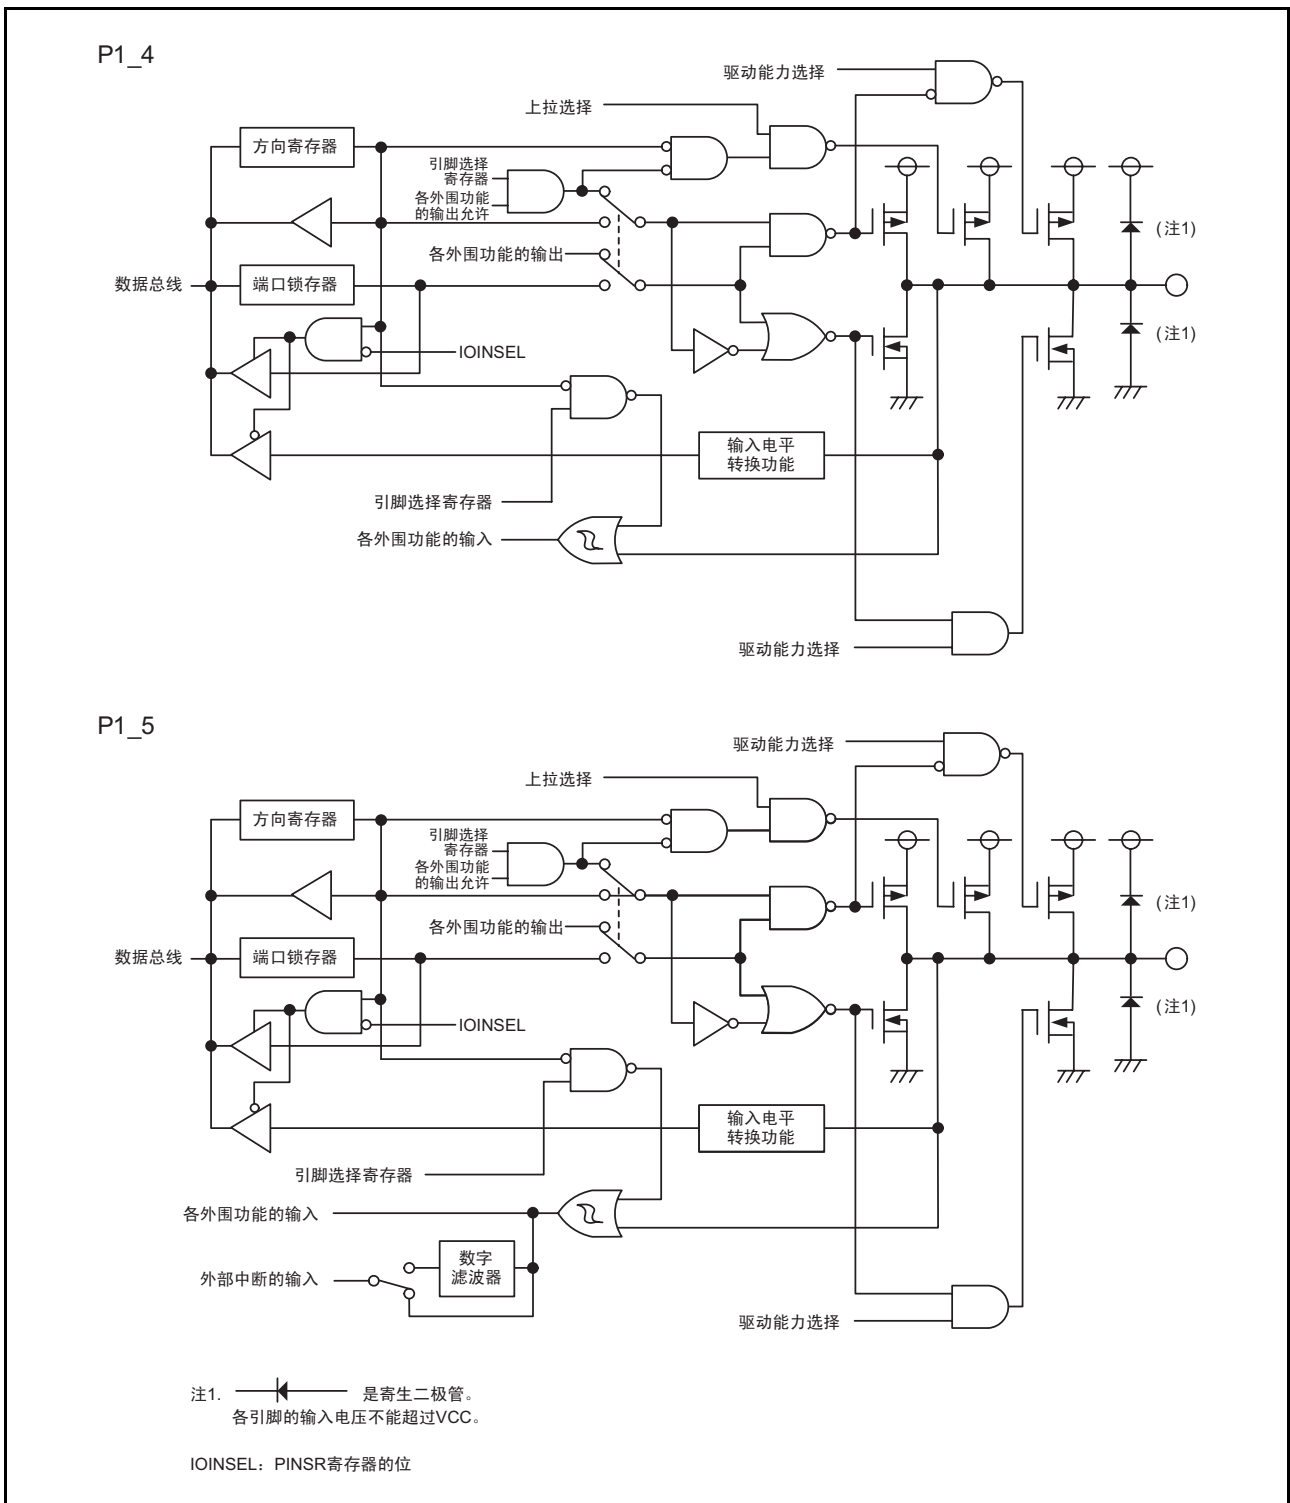 P1_4
驱动能力选择
上拉选择
方向寄存器
引脚选择
寄存器
各外围功能
的输出允许
(注1)
各外围功能的输出
数据总线
端口锁存器
(注1)
IOINSEL
输入电平
转换功能
引脚选择寄存器
各外围功能的输入
驱动能力选择
P1_5
驱动能力选择
上拉选择
方向寄存器
引脚选择
寄存器
各外围功能
的输出允许
(注1)
各外围功能的输出
数据总线
端口锁存器
(注1)
IOINSEL
输入电平
转换功能
引脚选择寄存器
各外围功能的输入
数字
滤波器
外部中断的输入
驱动能力选择
注1. 是寄生二极管。
各引脚的输入电压不能超过VCC。
IOINSEL：PINSR寄存器的位